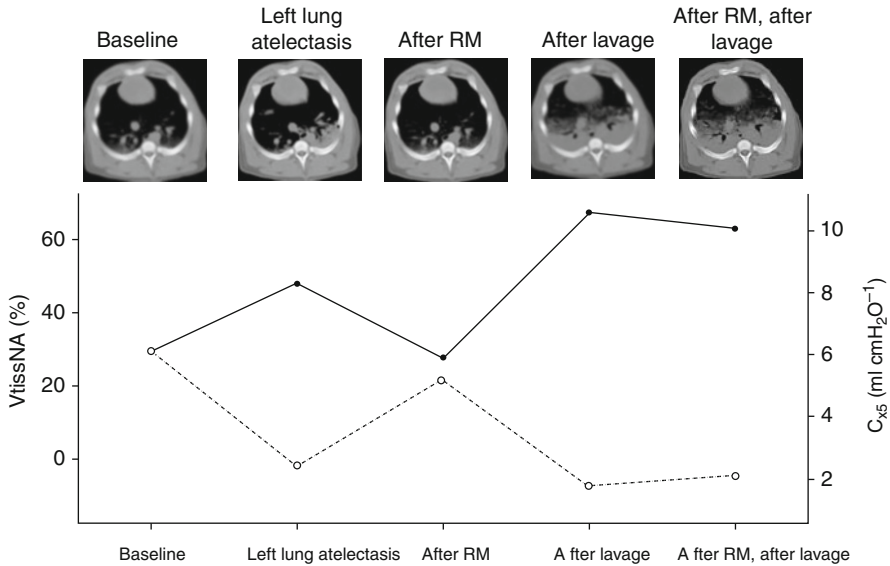 Baseline
Left lung
atelectasis
After RM
After lavage
After RM, after
lavage
VtissNA (%)
60
40
20
0
10
8
6
4
2
Cx5 (ml cmH2O−1)
Baseline
Left lung atelectasis
After RM
A fter lavage
A fter RM, after lavage